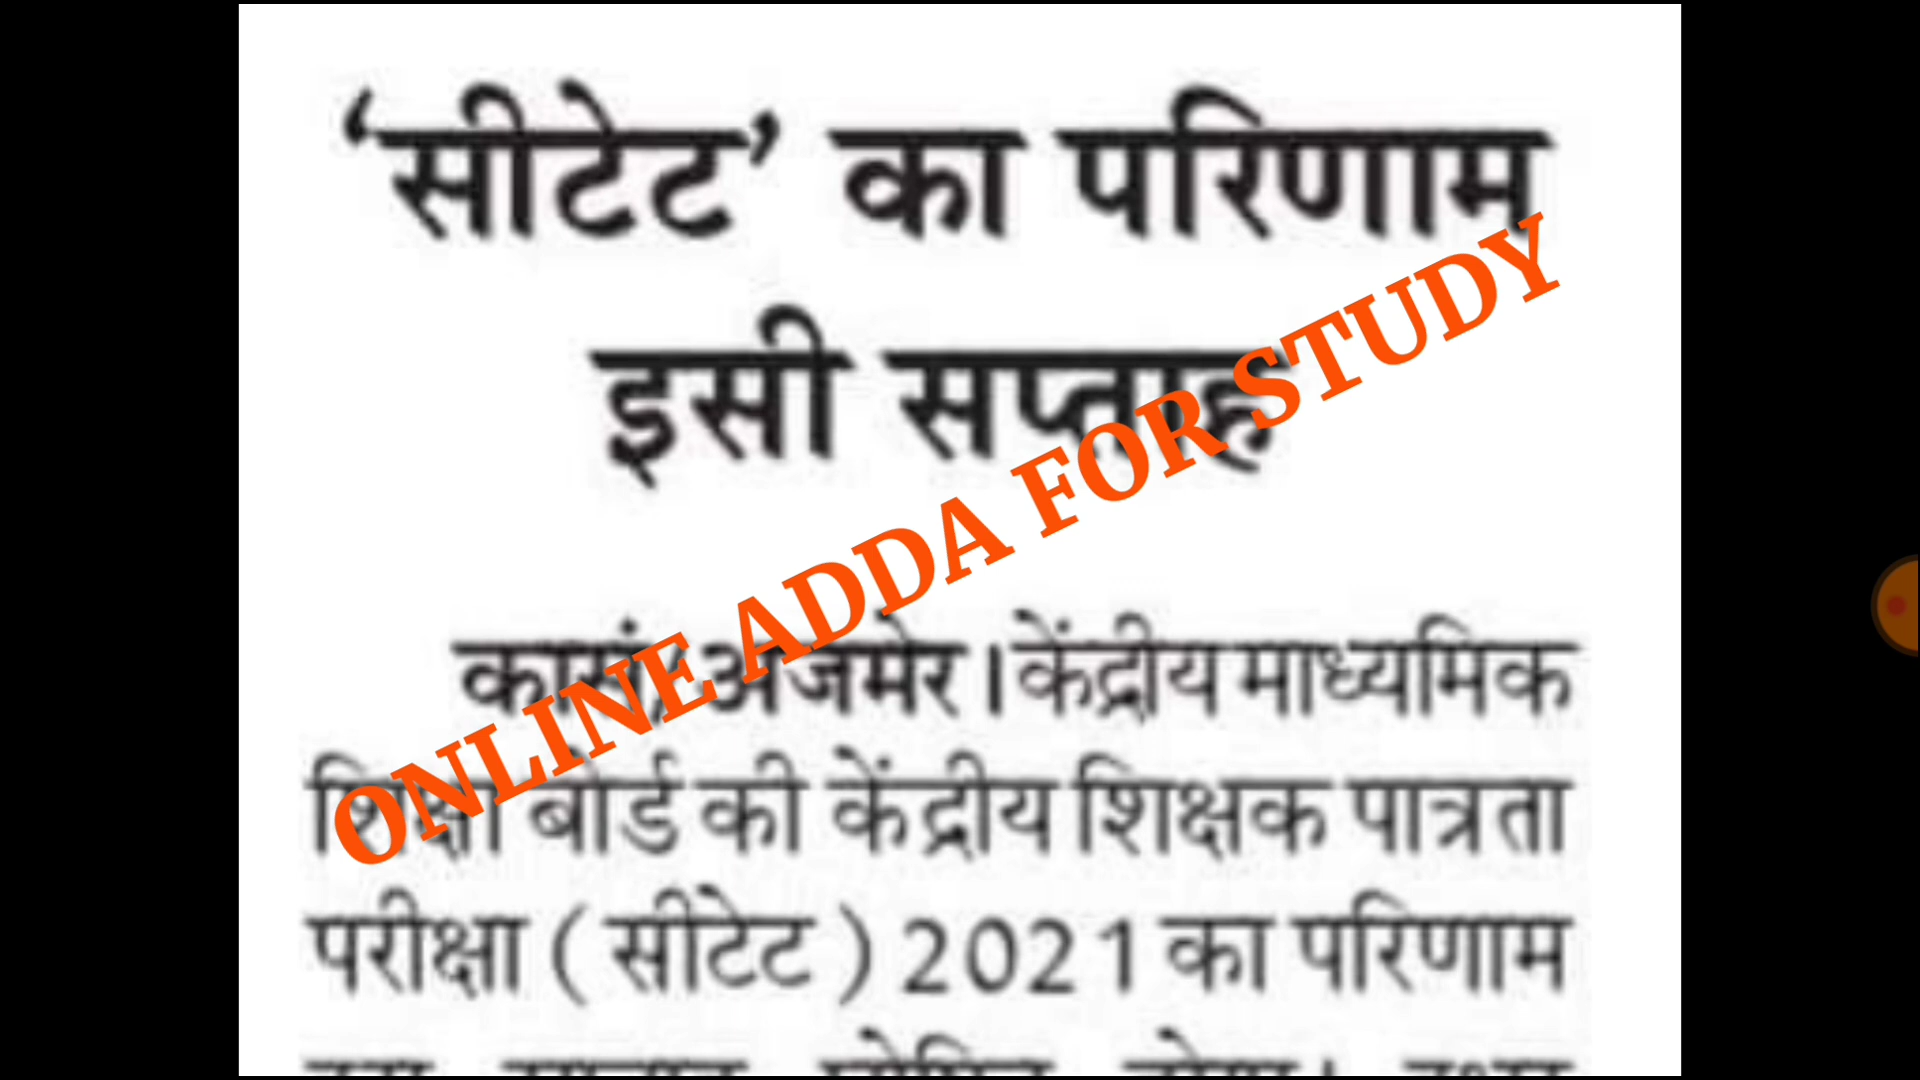 ‘सीटेट’ का परिणाम
इसी सप्ताह
कासं, अजमेर । केंद्रीय माध्यमिक
शिक्षा बोर्ड की केंद्रीय शिक्षक पात्रता
परीक्षा ( सीटेट ) 2021 का परिणाम
ONLINE ADDA FOR STUDY